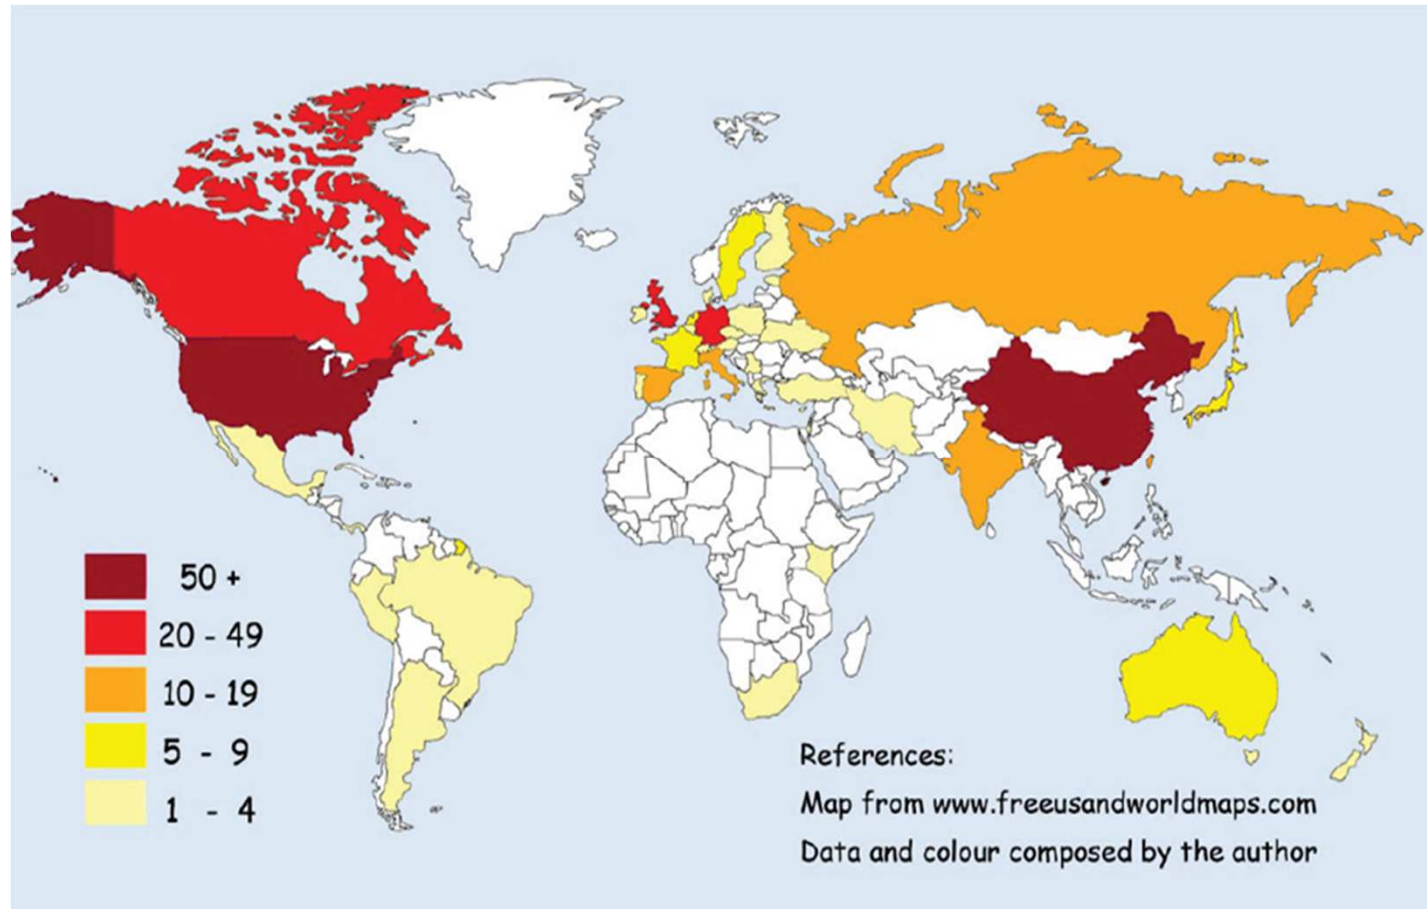 50 +
20 - 49
10 - 19
5 - 9
1 - 4
References:
Map from www.freeusandworldmaps.com
Data and colour composed by the author